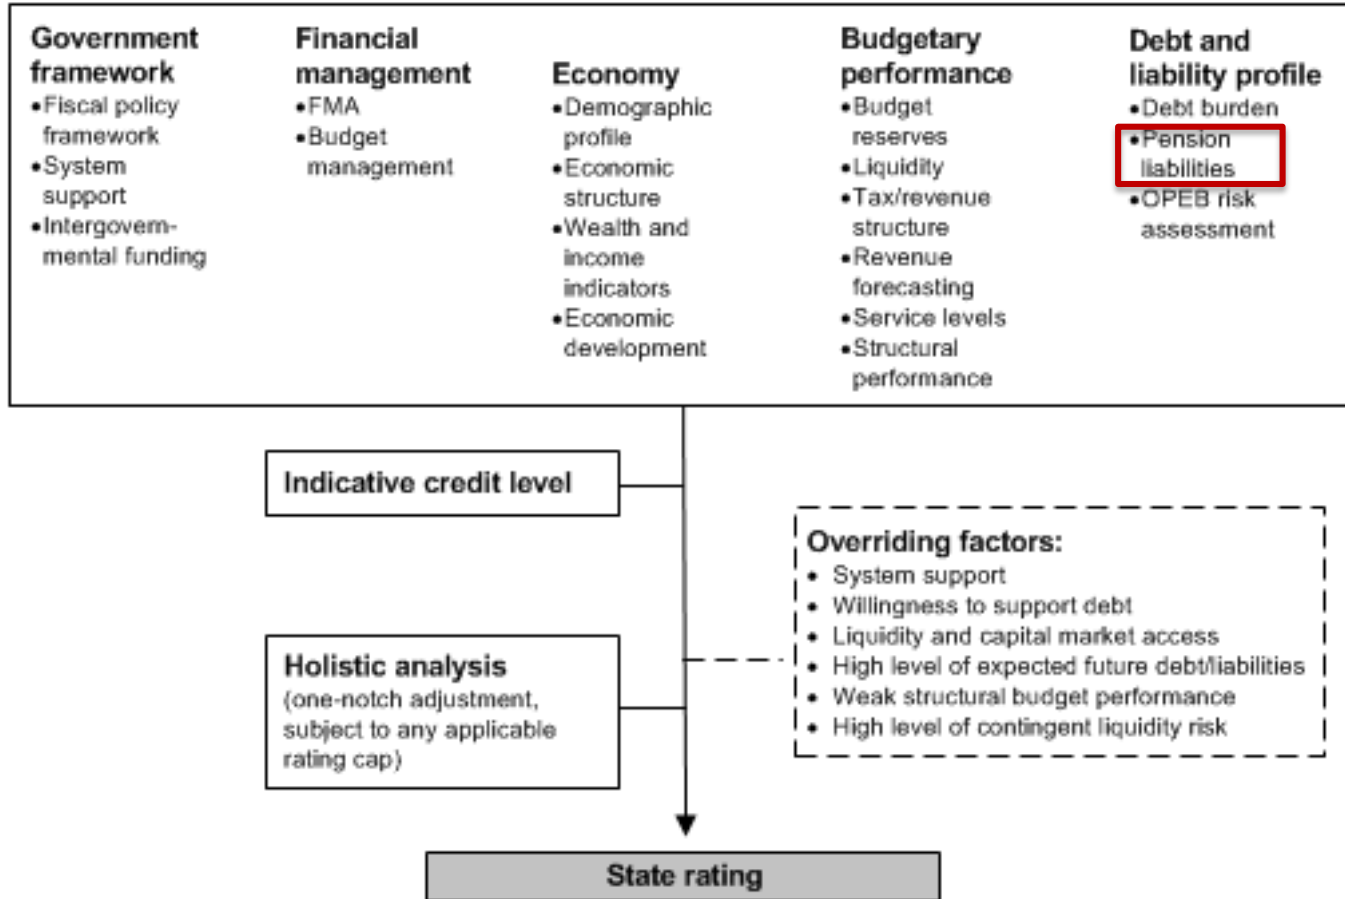 Government
framework
•Fiscal policy
framework
•System
support
•Intergovern-
mental funding
Financial
management
•FMA
•Budget
management
Economy
•Demographic
profile
•Economic
structure
•Wealth and
income
indicators
•Economic
development
Budgetary
performance
•Budget
reserves
•Liquidity
•Tax/revenue
structure
•Revenue
forecasting
•Service levels
•Structural
performance
Debt and
liability profile
•Debt burden
•Pension
liabilities
•OPEB risk
assessment
Indicative credit level
Overriding factors:
• System support
• Willingness to support debt
• Liquidity and capital market access
• High level of expected future debt/liabilities
• Weak structural budget performance
• High level of contingent liquidity risk
Holistic analysis
(one-notch adjustment,
subject to any applicable
rating cap)
State rating